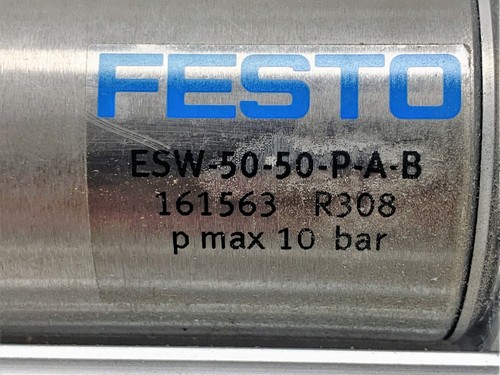 FESTO
ESW-50-50-P-A-B
161563 R308
p max 10 bar